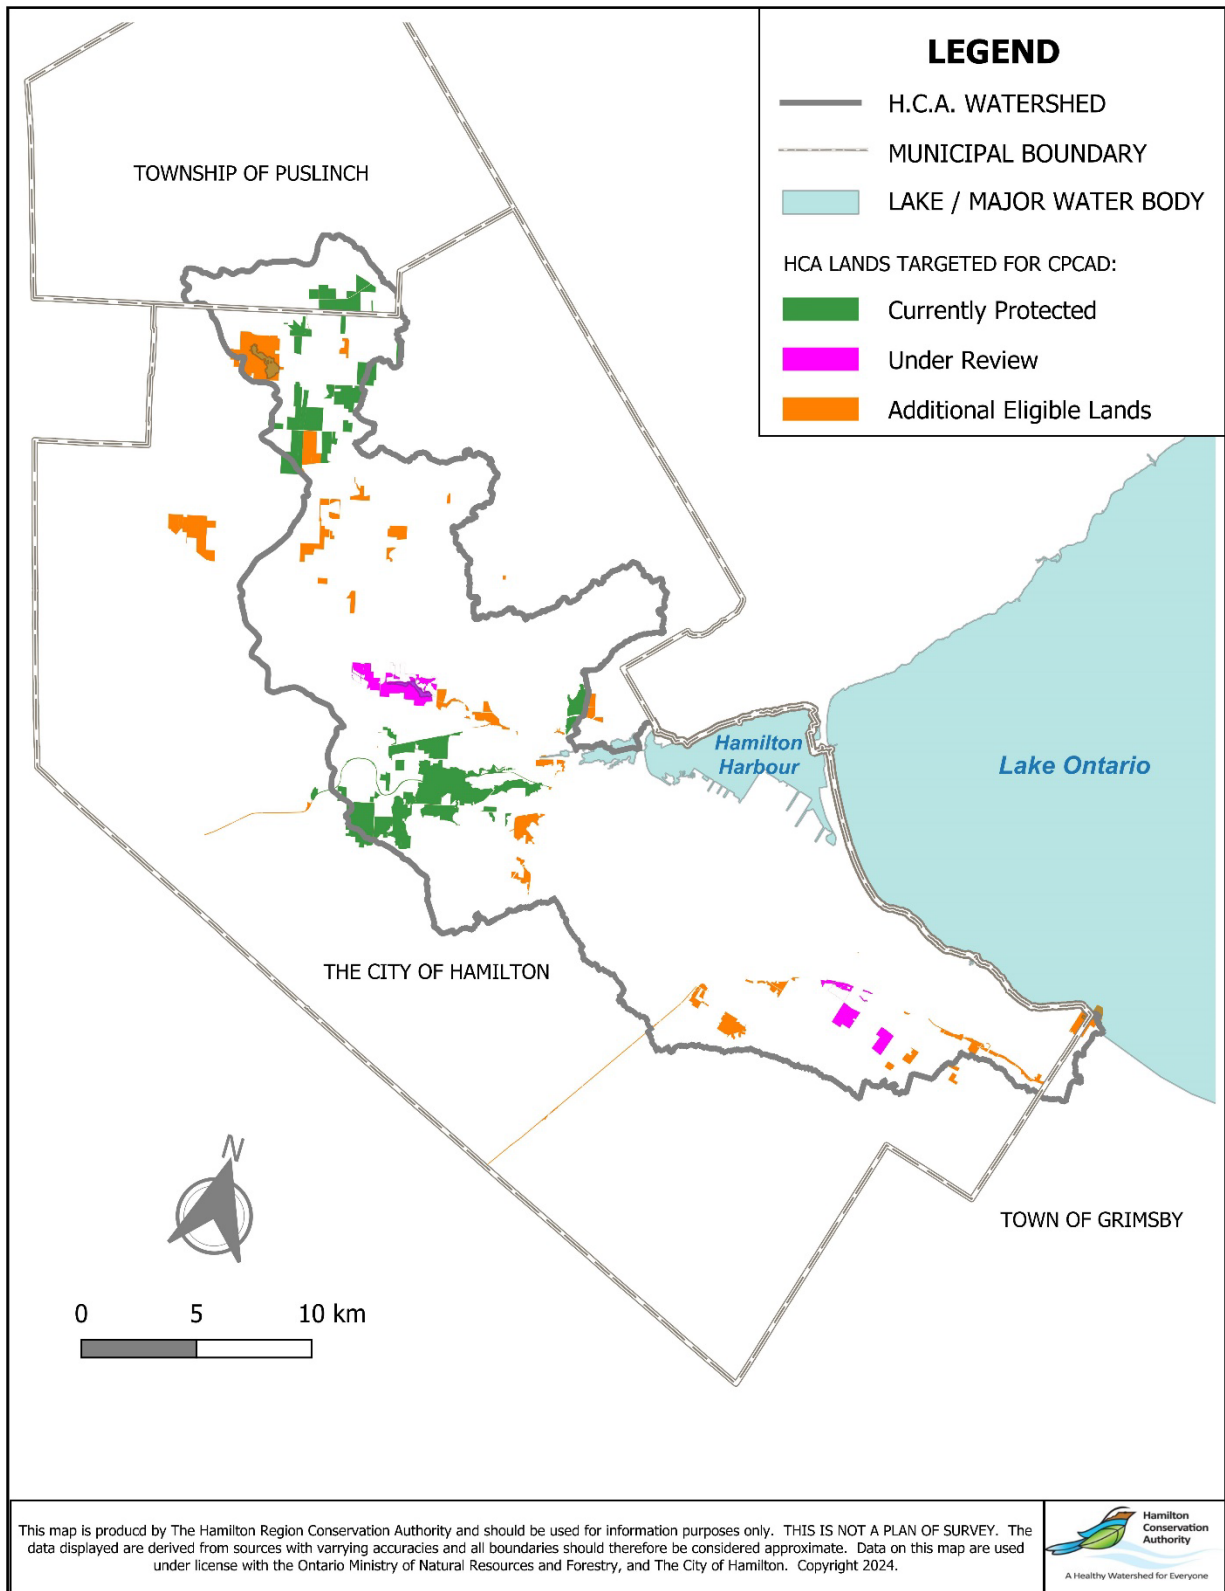 LEGEND
H.C.A. WATERSHED
MUNICIPAL BOUNDARY
LAKE / MAJOR WATER BODY
HCA LANDS TARGETED FOR CPCAD:
Currently Protected
Under Review
Additional Eligible Lands
TOWNSHIP OF PUSLINCH
Hamilton
Harbour
Lake Ontario
THE CITY OF HAMILTON
TOWN OF GRIMSBY
N
0 5 10 km
This map is producd by The Hamilton Region Conservation Authority and should be used for information purposes only. THIS IS NOT A PLAN OF SURVEY. The
data displayed are derived from sources with varrying accuracies and all boundaries should therefore be considered approximate. Data on this map are used
under license with the Ontario Ministry of Natural Resources and Forestry, and The City of Hamilton. Copyright 2024.
Hamilton
Conservation
Authority
A Healthy Watershed for Everyone